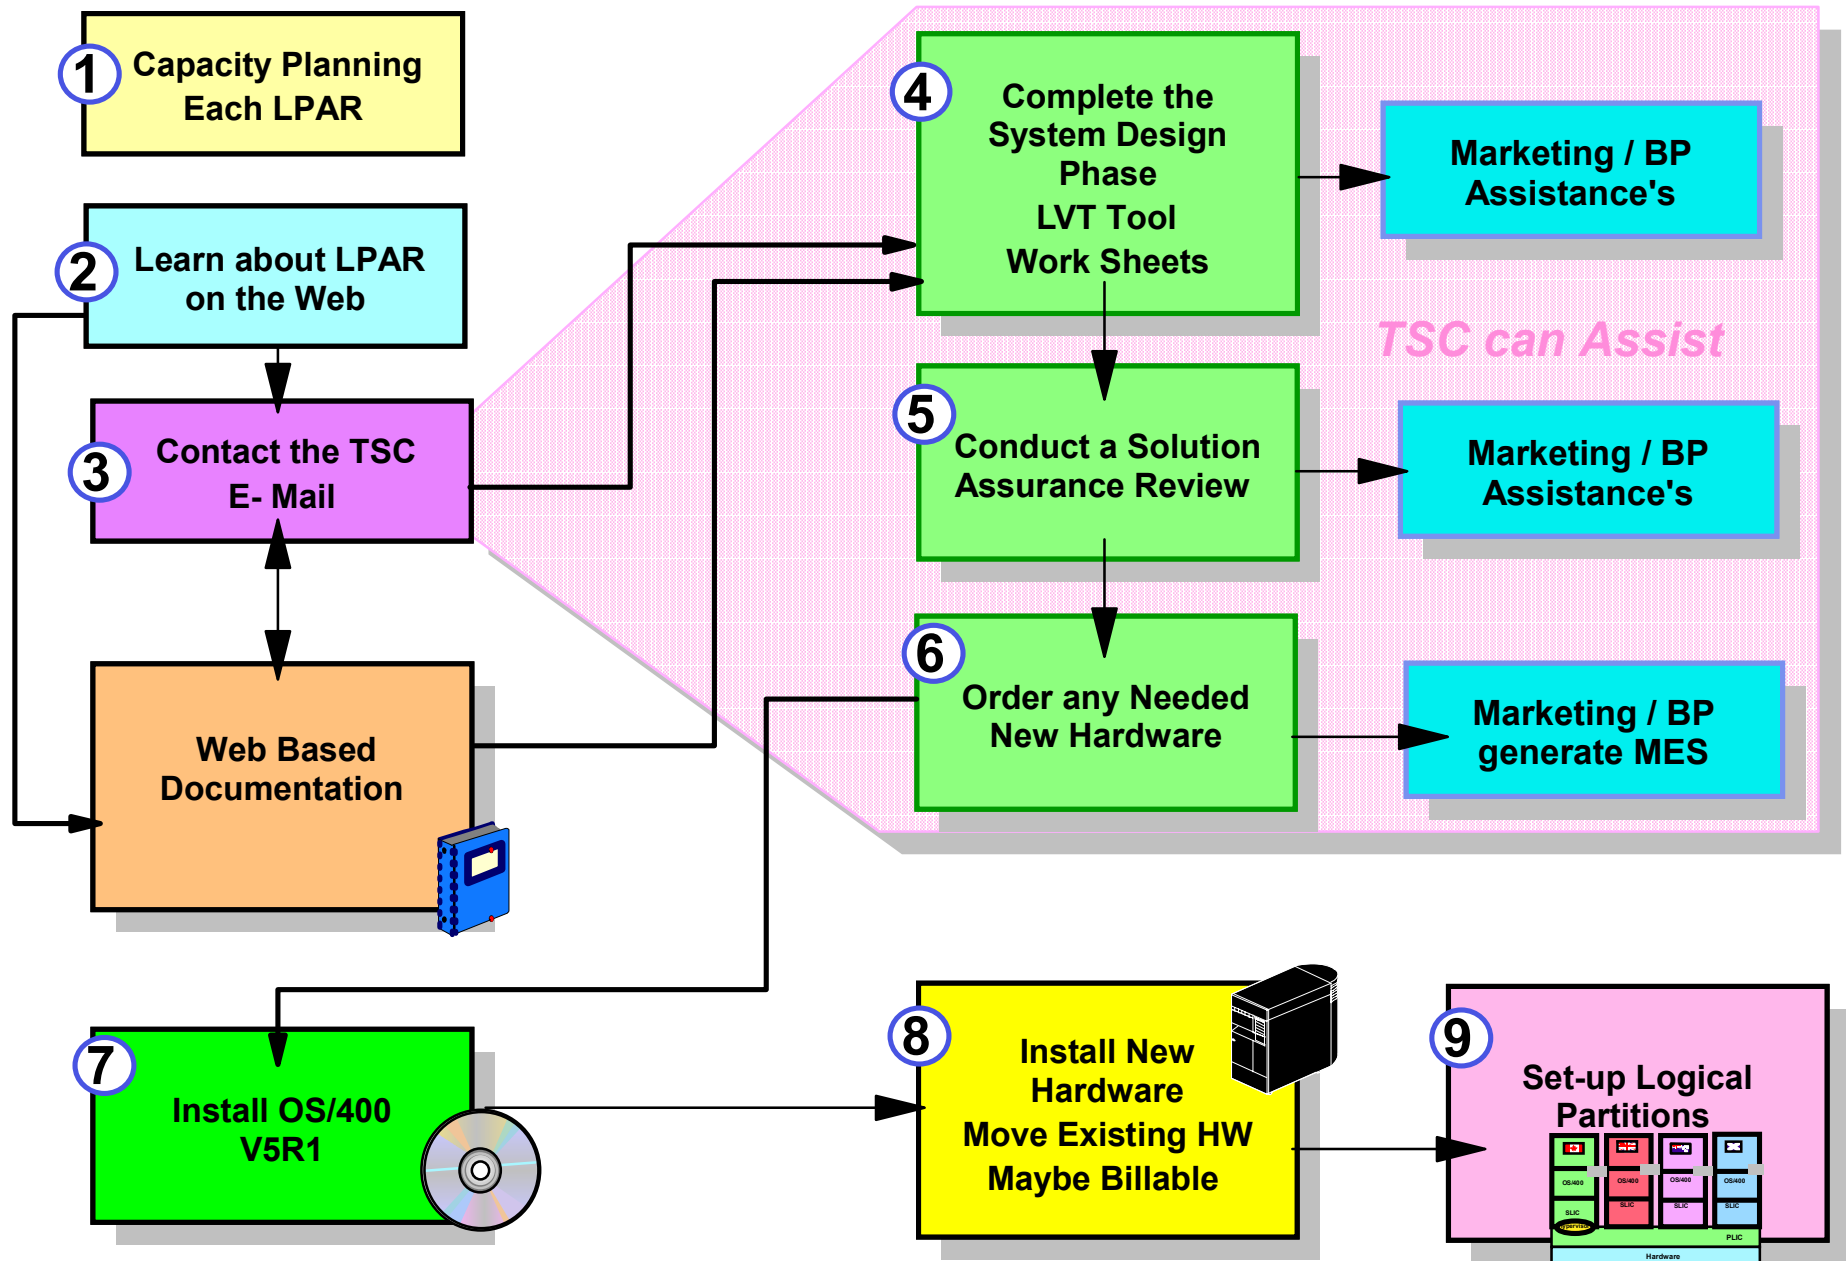 1
Capacity Planning
Each LPAR
2
Learn about LPAR
on the Web
3
Contact the TSC
E- Mail
Web Based
Documentation
4
Complete the
System Design
Phase
LVT Tool
Work Sheets
Marketing / BP
Assistance's
TSC can Assist
5
Conduct a Solution
Assurance Review
Marketing / BP
Assistance's
6
Order any Needed
New Hardware
Marketing / BP
generate MES
7
Install OS/400
V5R1
8
Install New
Hardware
Move Existing HW
Maybe Billable
9
Set-up Logical
Partitions
OS/400 OS/400 OS/400 OS/400
SLIC SLIC SLIC SLIC
PLIC
Hardware